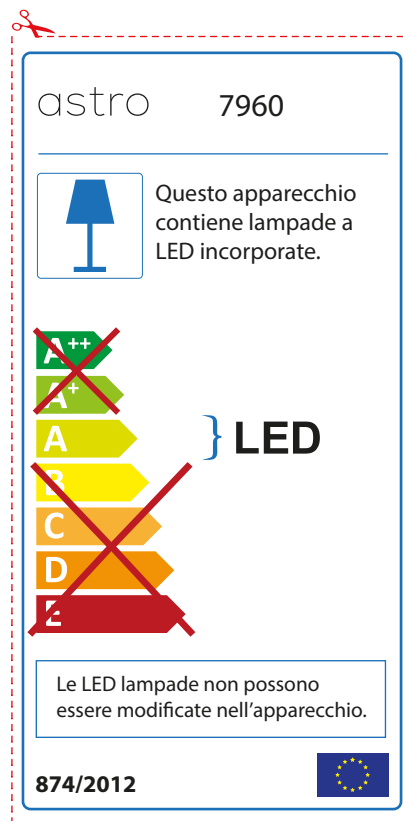 astro 7960
Questo apparecchio
contiene lampade a
LED incorporate.
A++
A+
A
} LED
B
C
D
E
Le LED lampade non possono
essere modificate nell'apparecchio.
874/2012